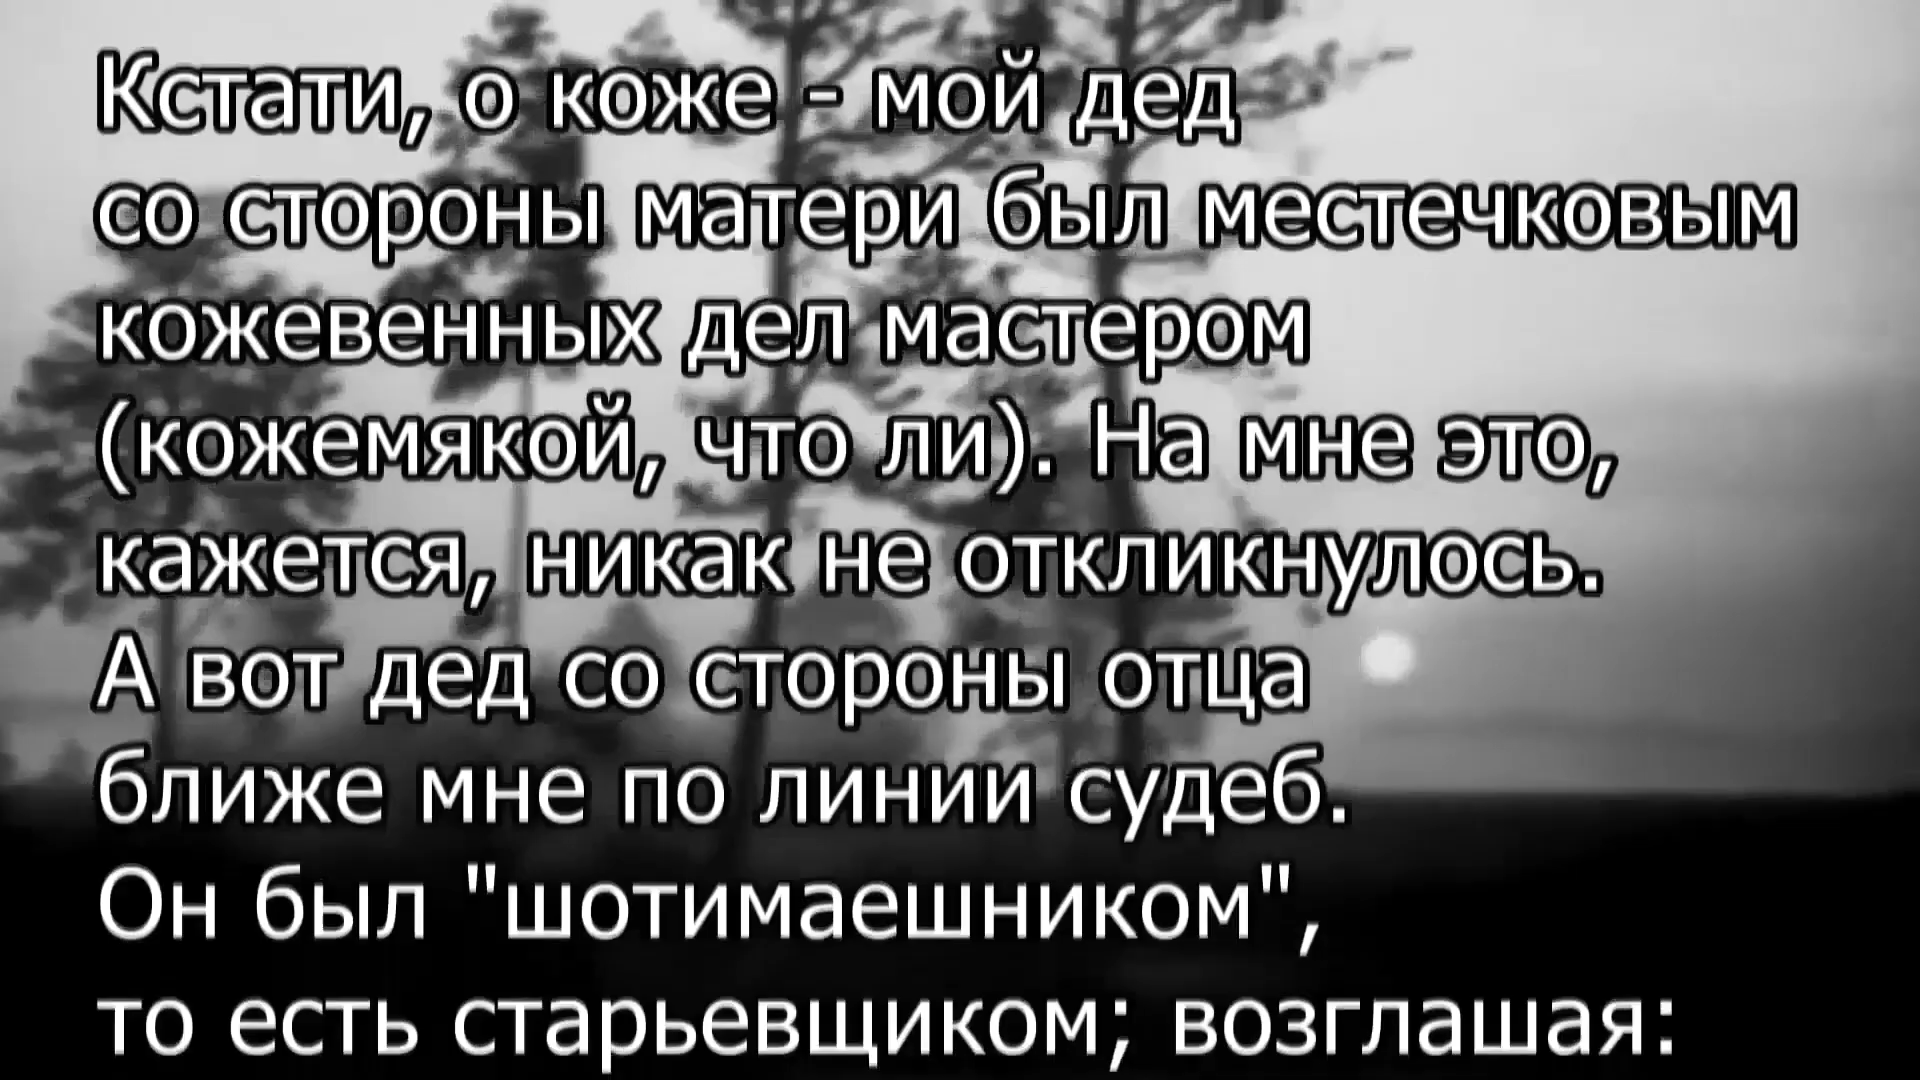 Кстати, о коже - мой дед
со стороны матери был местечковым
кожевенных дел мастером
(кожемякой, что ли). На мне это,
кажется, никак не откликнулось.
А вот дед со стороны отца
ближе мне по линии судеб.
Он был "шотимаешником",
то есть старьевщиком; возглашая: